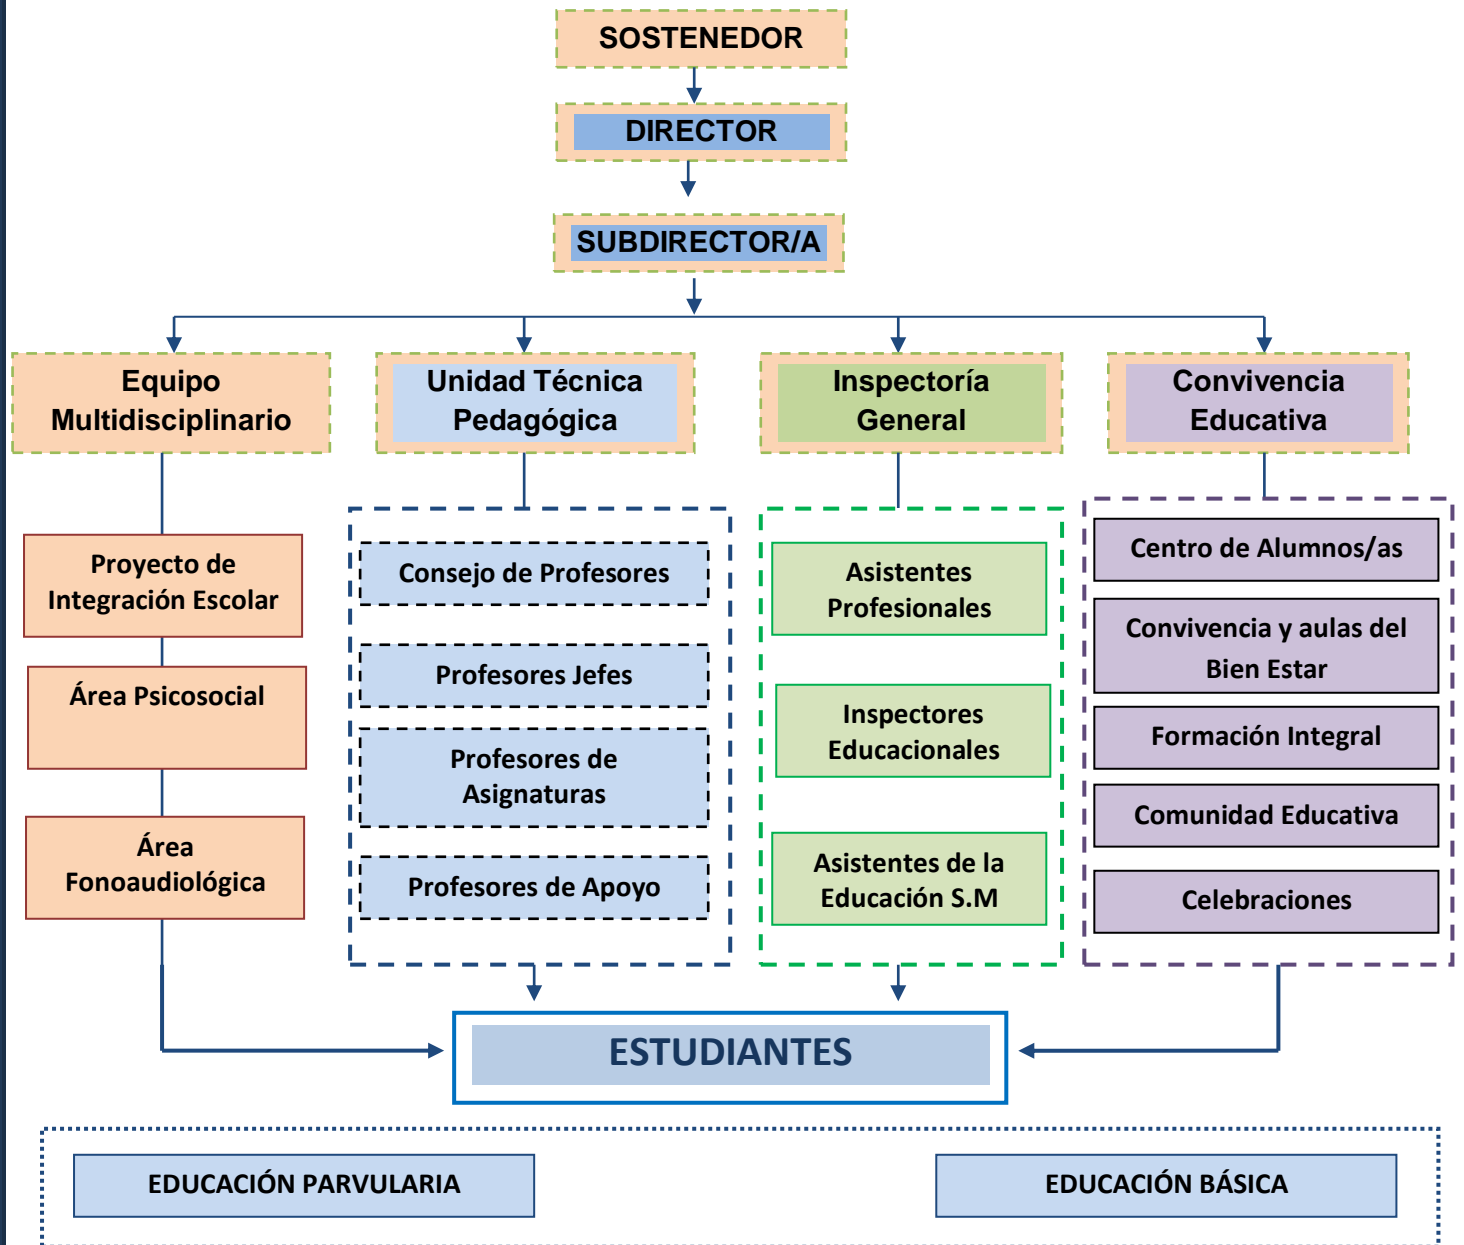 SOSTENEDOR
DIRECTOR
SUBDIRECTOR/A
Equipo
Multidisciplinario
Unidad Técnica
Pedagógica
Inspectoría
General
Convivencia
Educativa
Proyecto de
Integración Escolar
Área Psicosocial
Área
Fonoaudiológica
Consejo de Profesores
Profesores Jefes
Profesores de
Asignaturas
Profesores de Apoyo
Asistentes
Profesionales
Inspectores
Educacionales
Asistentes de la
Educación S.M
Centro de Alumnos/as
Convivencia y aulas del
Bien Estar
Formación Integral
Comunidad Educativa
Celebraciones
ESTUDIANTES
EDUCACIÓN PARVULARIA
EDUCACIÓN BÁSICA